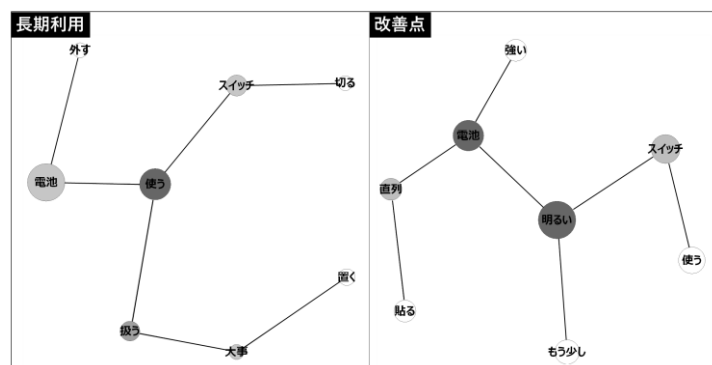 長期利用
外す
スイッチ
切る
電池
使う
置く
扱う
大事
改善点
強い
電池
スイッチ
直列
明るい
使う
貼る
もう少し